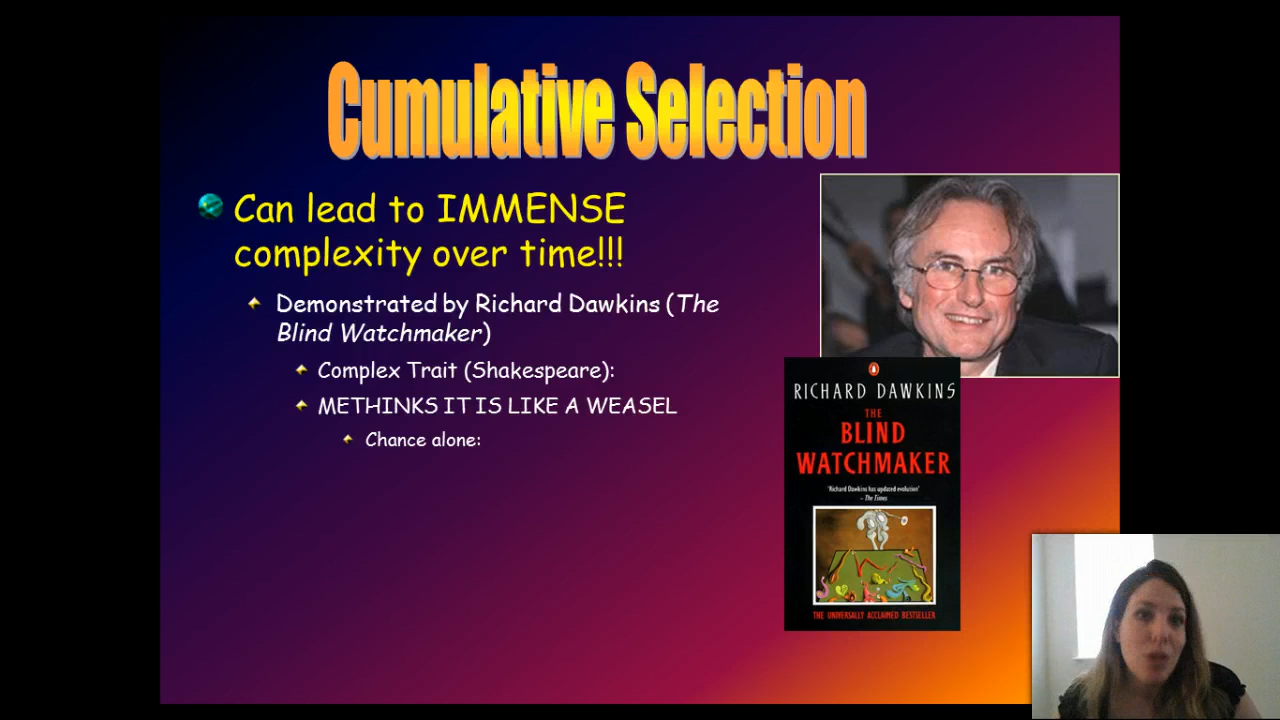 Cumulative Selection
Can lead to IMMENSE
complexity over time!!!
Demonstrated by Richard Dawkins (The
Blind Watchmaker)
Complex Trait (Shakespeare):
METHINKS IT IS LIKE A WEASEL
Chance alone:
RICHARD DAWKINS
THE
BLIND
WATCHMAKER
'Richard Dawkins has updated evolution'
– The Times
THE UNIVERSALLY ACCLAIMED BESTSELLER